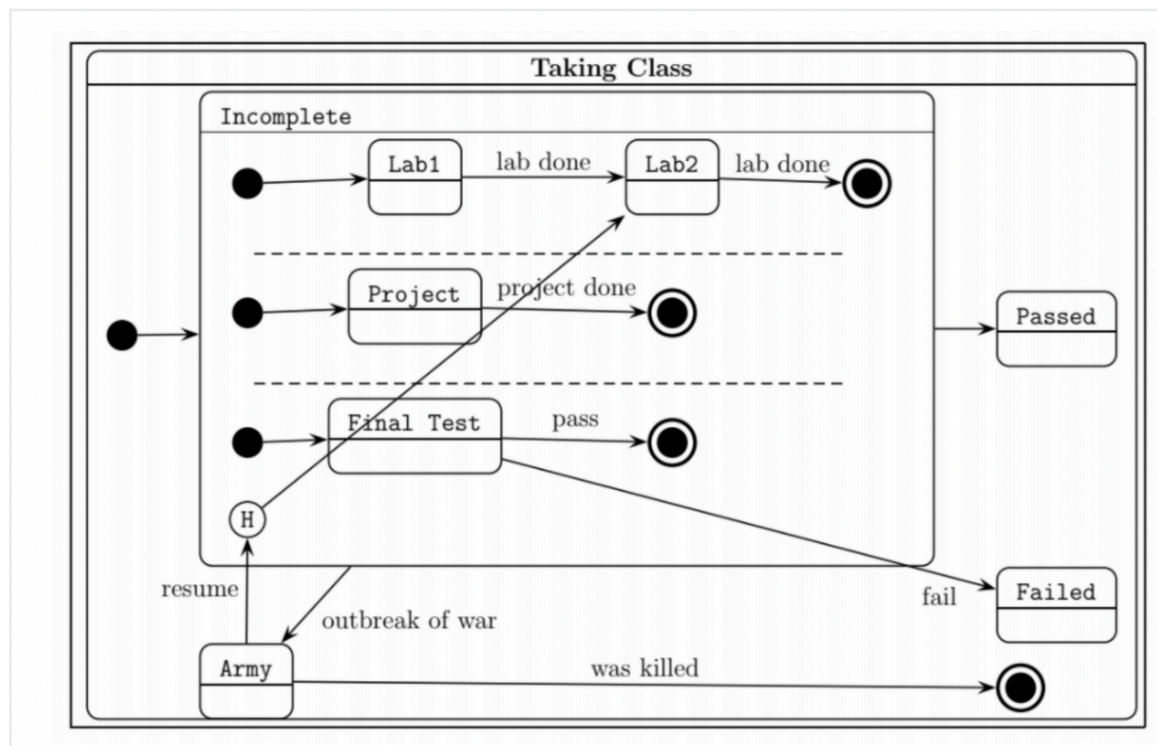 Taking Class
Incomplete
Lab1
lab done
Lab2
lab done
Project
project done
Passed
Final Test
pass
H
resume
outbreak of war
fail
Failed
Army
was killed